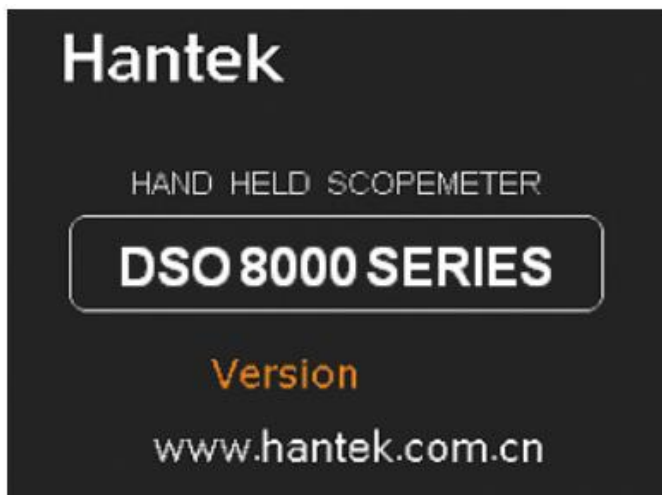 Hantek
HAND HELD SCOPEMETER
DSO 8000 SERIES
Version
www.hantek.com.cn